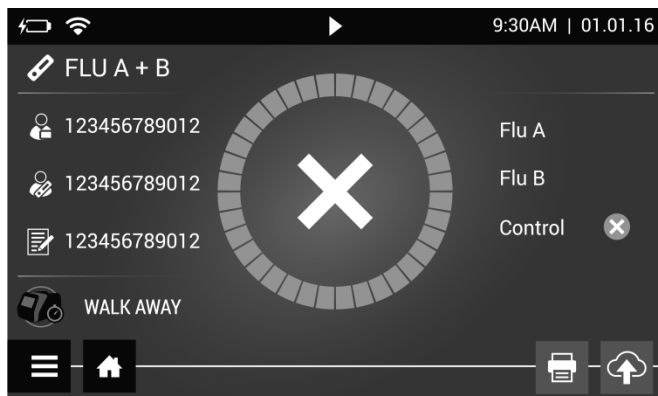 9:30AM | 01.01.16
FLU A + B
123456789012
123456789012
123456789012
WALK AWAY
Flu A
Flu B
Control